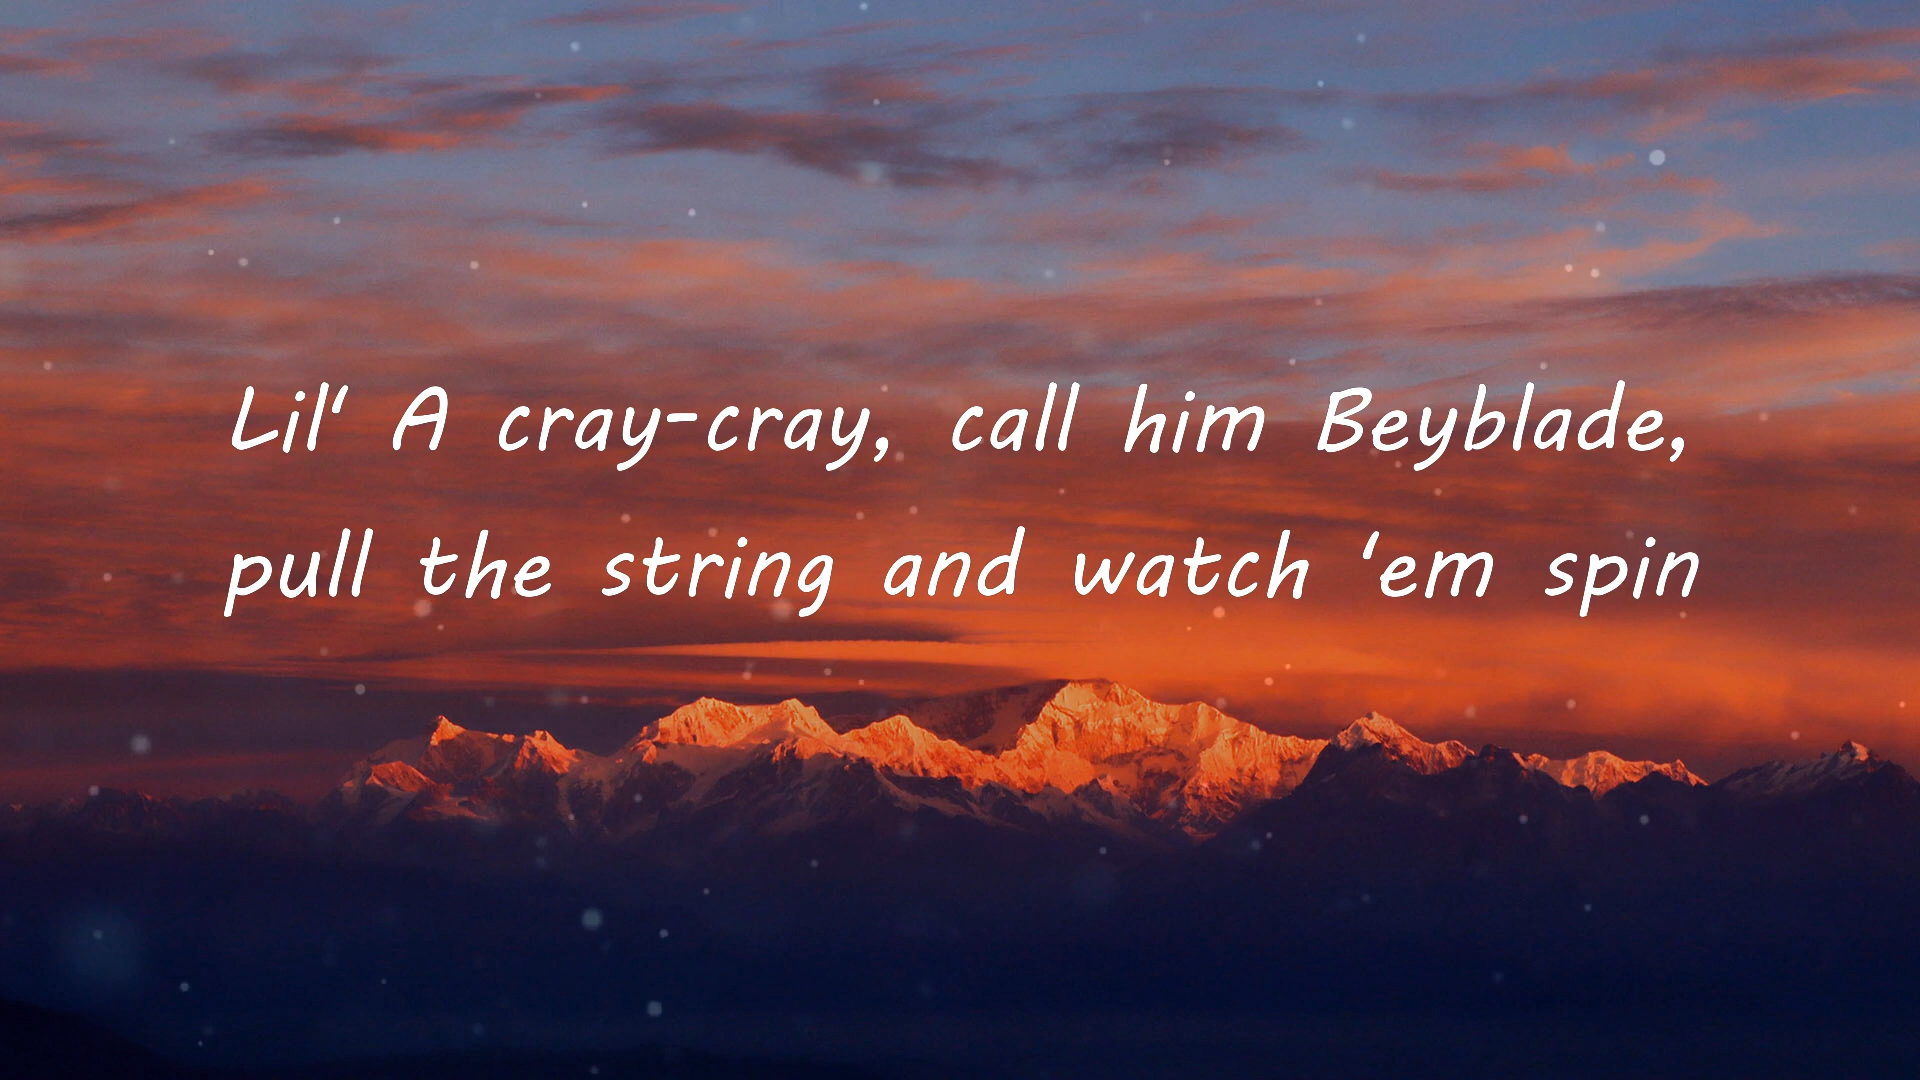 Lil' A cray-cray, call him Beyblade,
pull the string and watch 'em spin